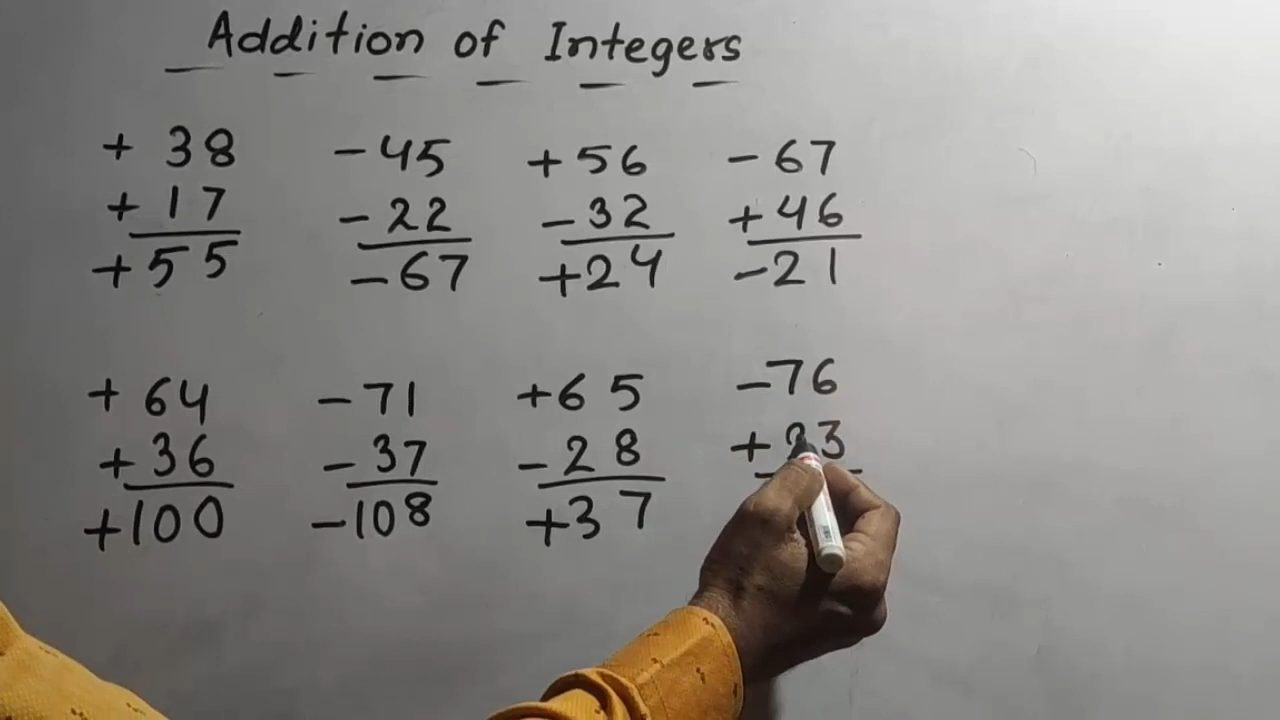 Addition of Integers
+ 38 - 45 + 56 - 67
+ 17 - 22 - 32 + 46
+ 55 - 67 + 24 - 21
+ 64 - 71 + 65 - 76
+ 36 - 37 - 28
+ 100 - 108 + 37